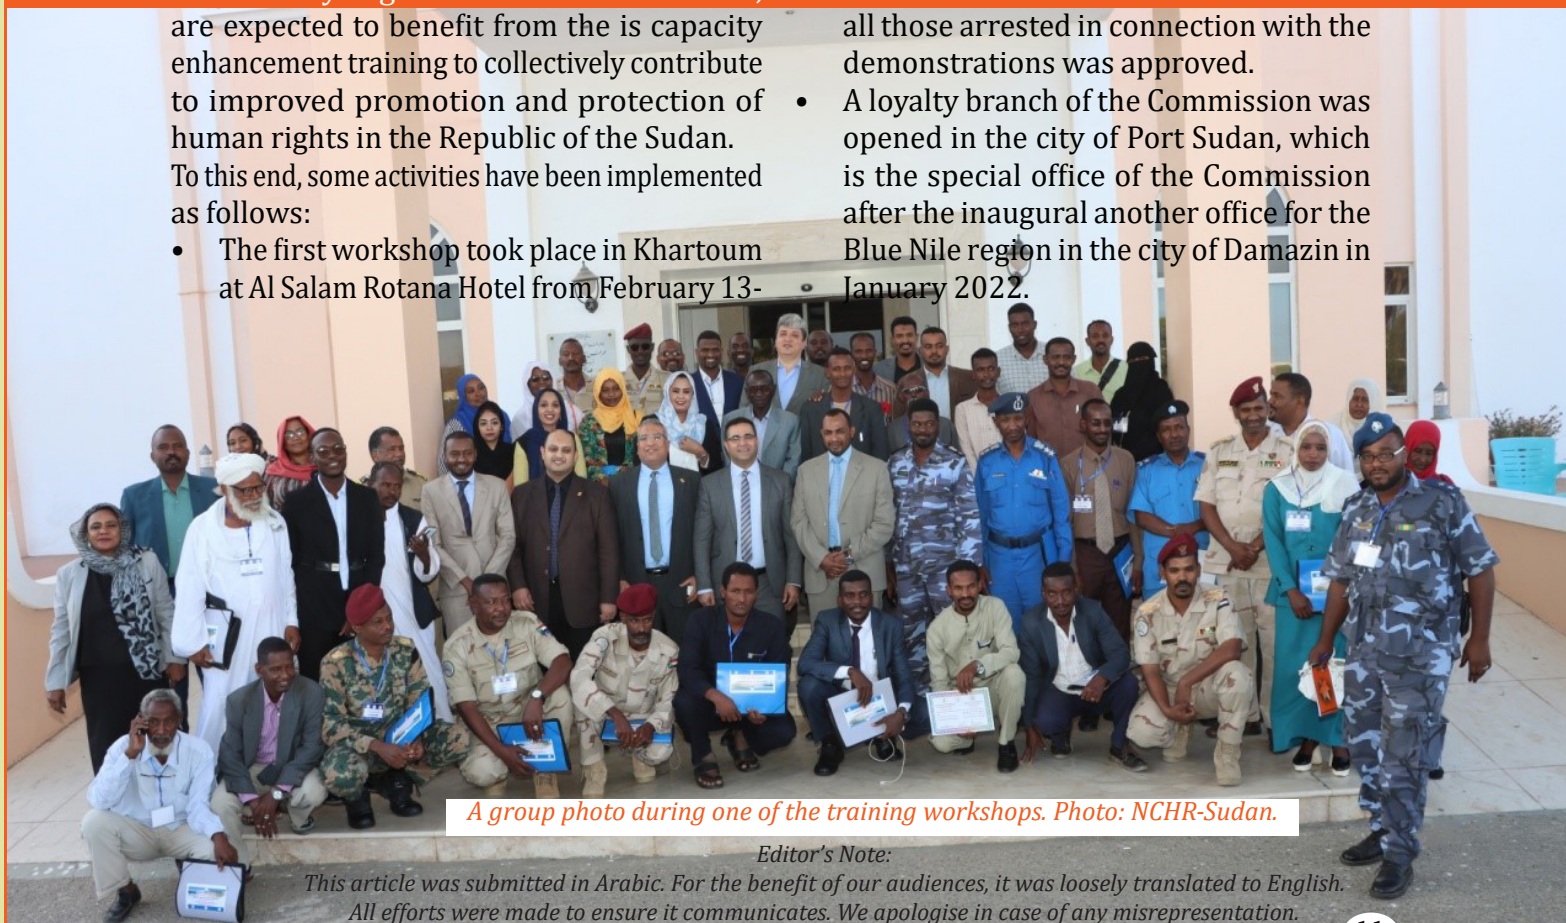 are expected to benefit from the is capacity
enhancement training to collectively contribute
to improved promotion and protection of
human rights in the Republic of the Sudan.
To this end, some activities have been implemented
as follows:
• The first workshop took place in Khartoum
at Al Salam Rotana Hotel from February 13-
all those arrested in connection with the
demonstrations was approved.
• A loyalty branch of the Commission was
opened in the city of Port Sudan, which
is the special office of the Commission
after the inaugural another office for the
Blue Nile region in the city of Damazin in
January 2022.
A group photo during one of the training workshops. Photo: NCHR-Sudan.
Editor's Note:
This article was submitted in Arabic. For the benefit of our audiences, it was loosely translated to English.
All efforts were made to ensure it communicates. We apologise in case of any misrepresentation.